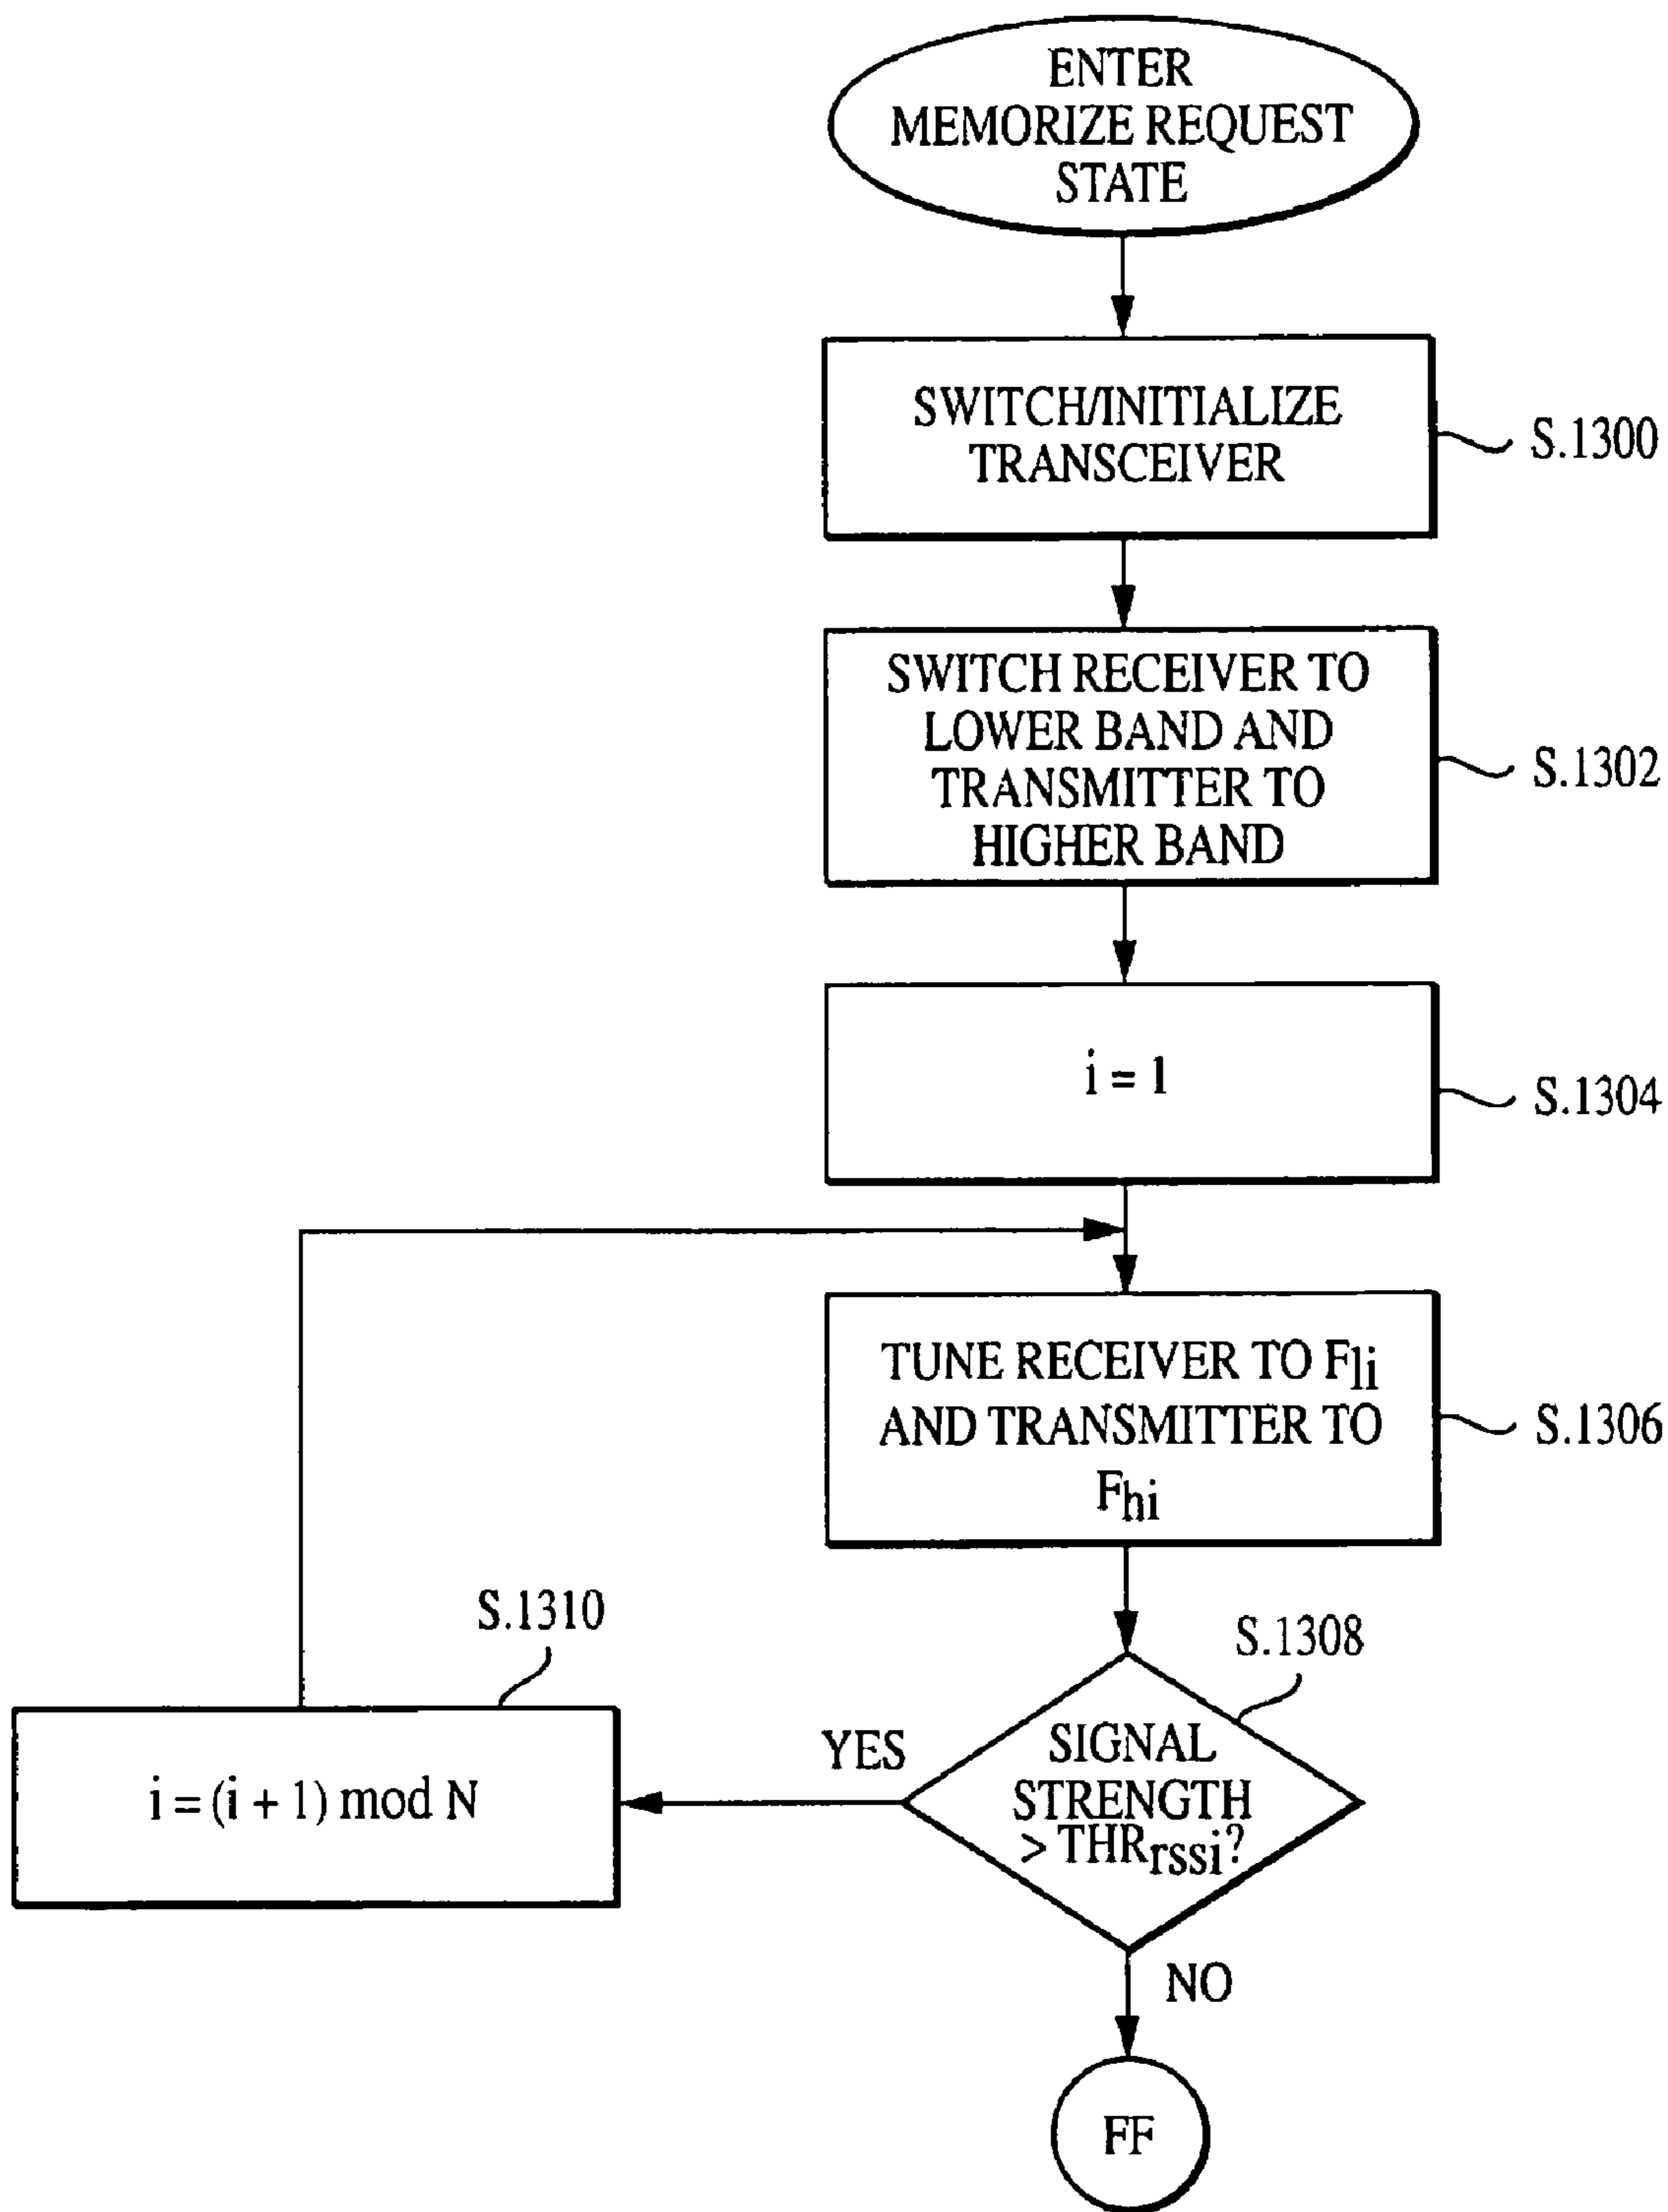 ENTER
MEMORIZE REQUEST
STATE
SWITCH/INITIALIZE
TRANSCEIVER
S.1300
SWITCH RECEIVER TO
LOWER BAND AND
TRANSMITTER TO
HIGHER BAND
S.1302
i = 1
S.1304
TUNE RECEIVER TO Fli
AND TRANSMITTER TO
Fhi
S.1306
S.1310
S.1308
i = (i + 1) mod N
YES
SIGNAL
STRENGTH
> THRrssi?
NO
FF